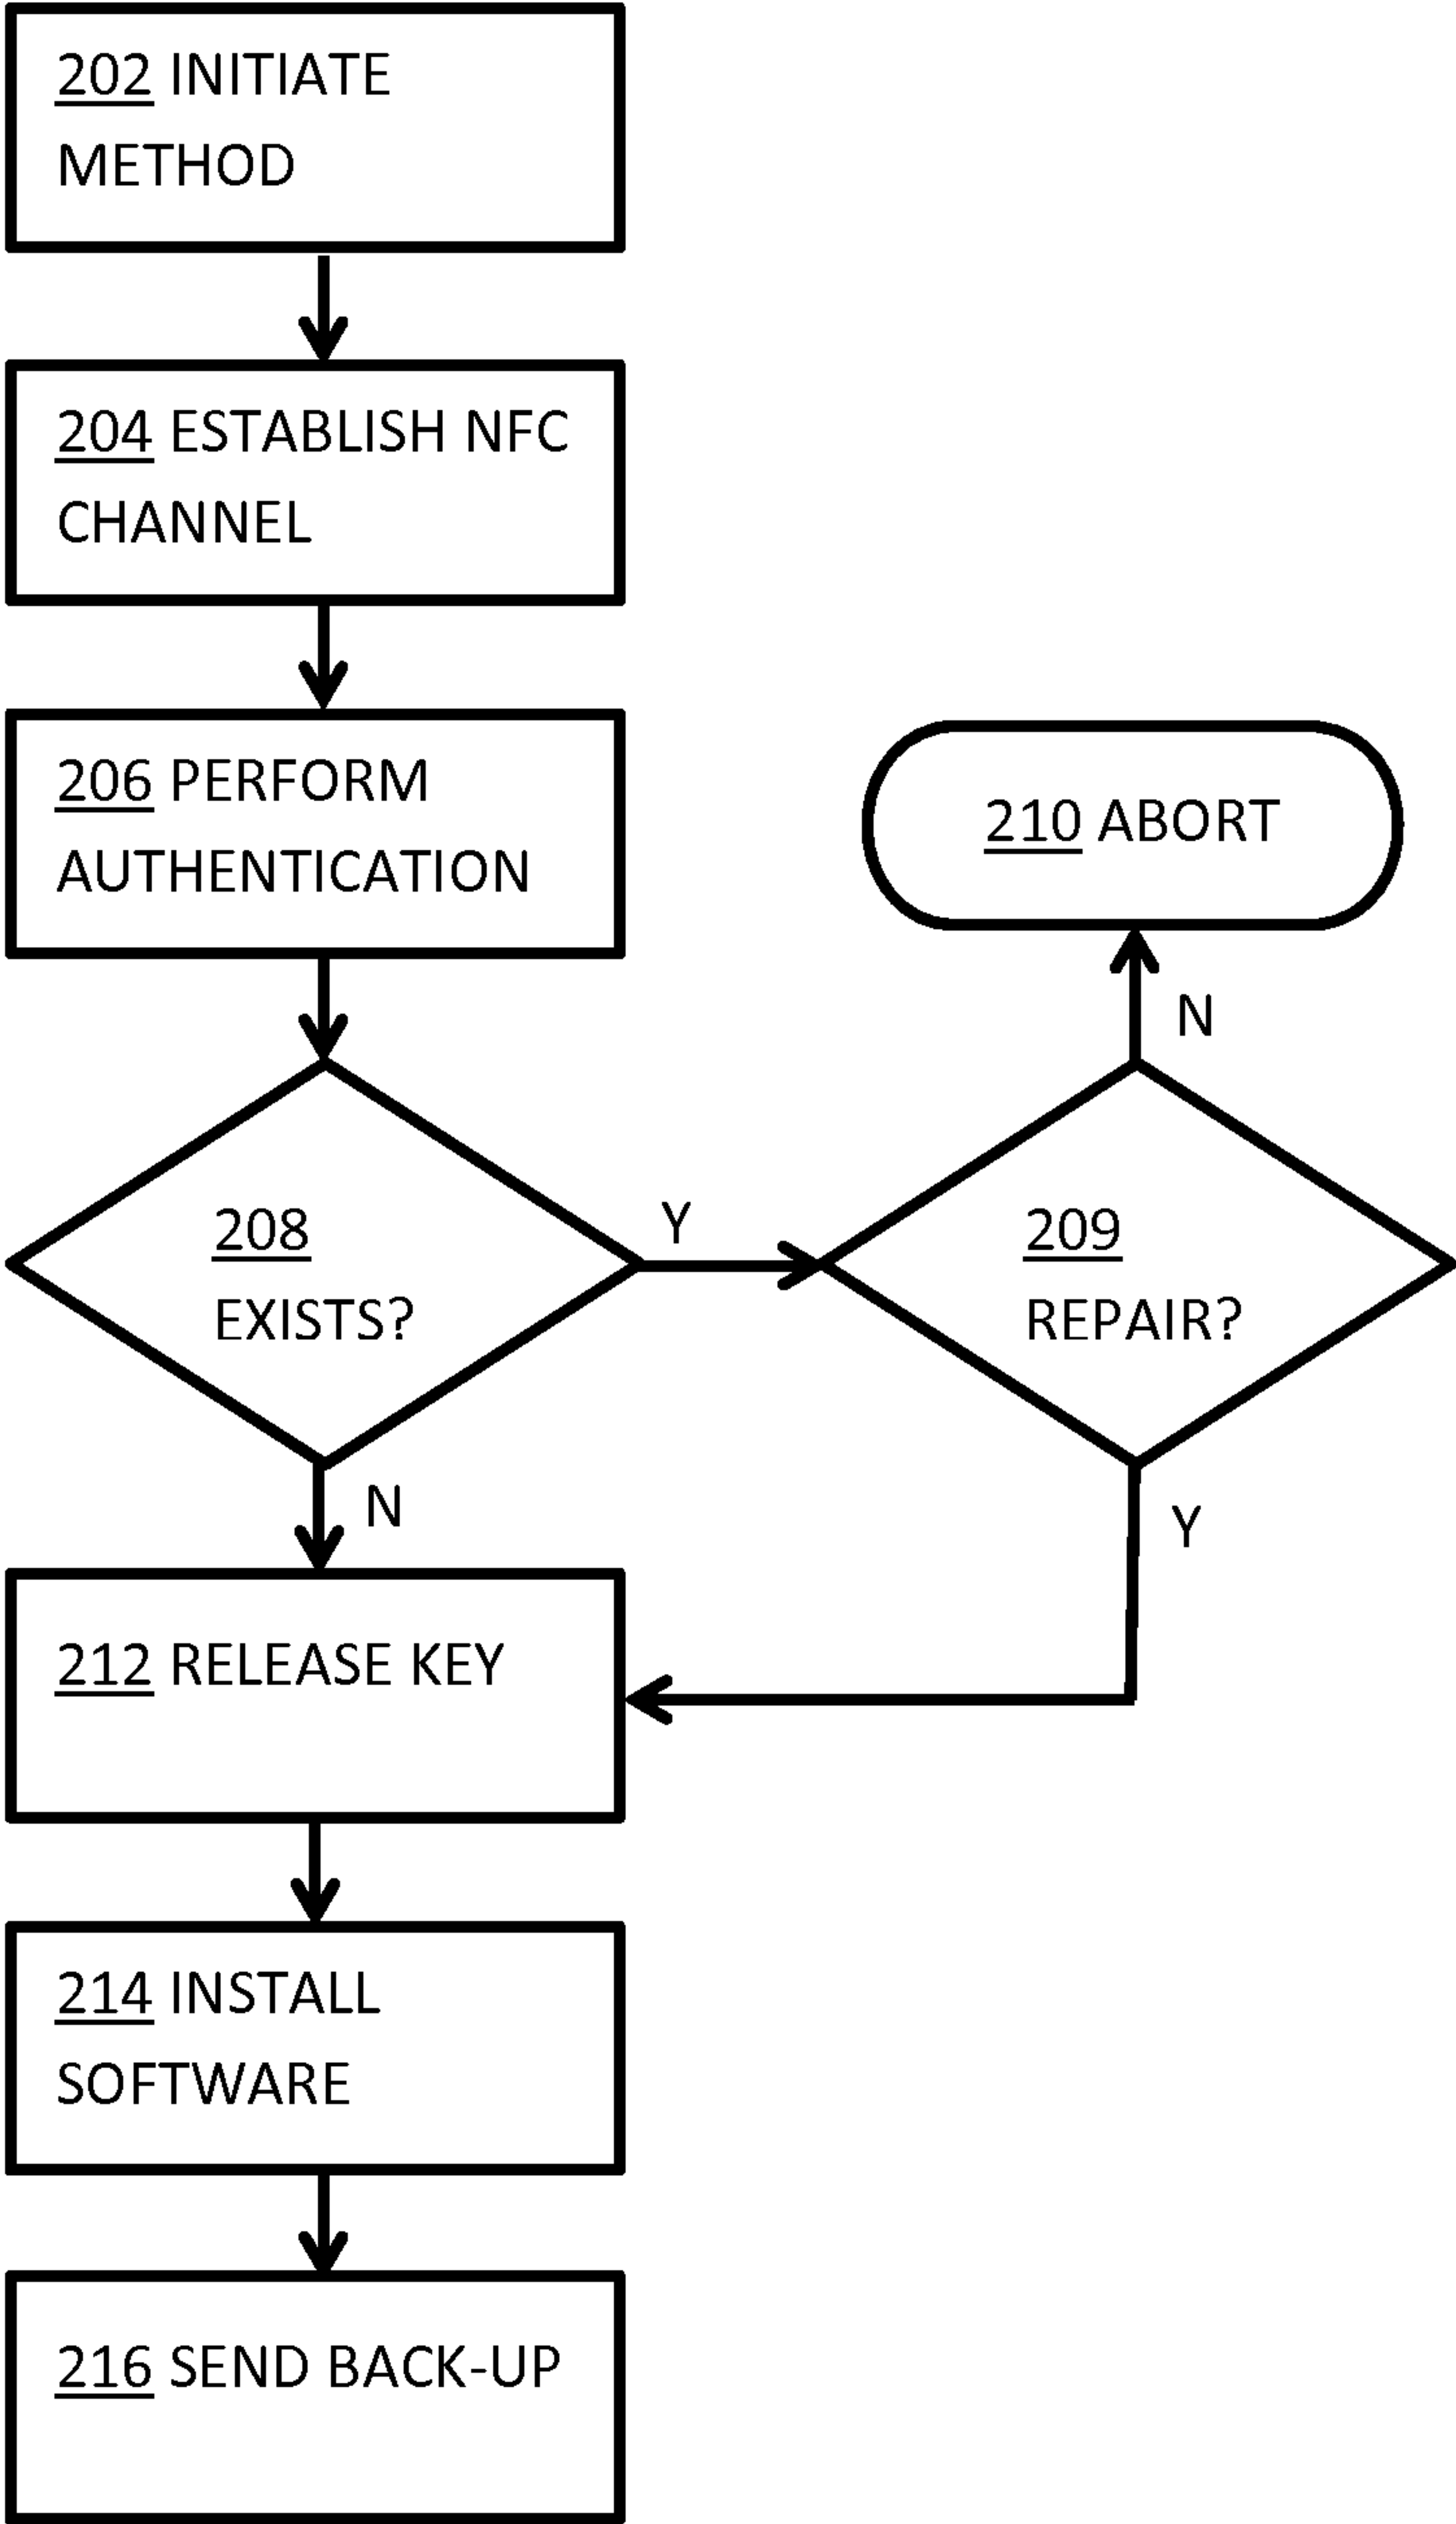 202 INITIATE
METHOD
204 ESTABLISH NFC
CHANNEL
206 PERFORM
AUTHENTICATION
210 ABORT
N
208
EXISTS?
Y
209
REPAIR?
N
Y
212 RELEASE KEY
214 INSTALL
SOFTWARE
216 SEND BACK-UP